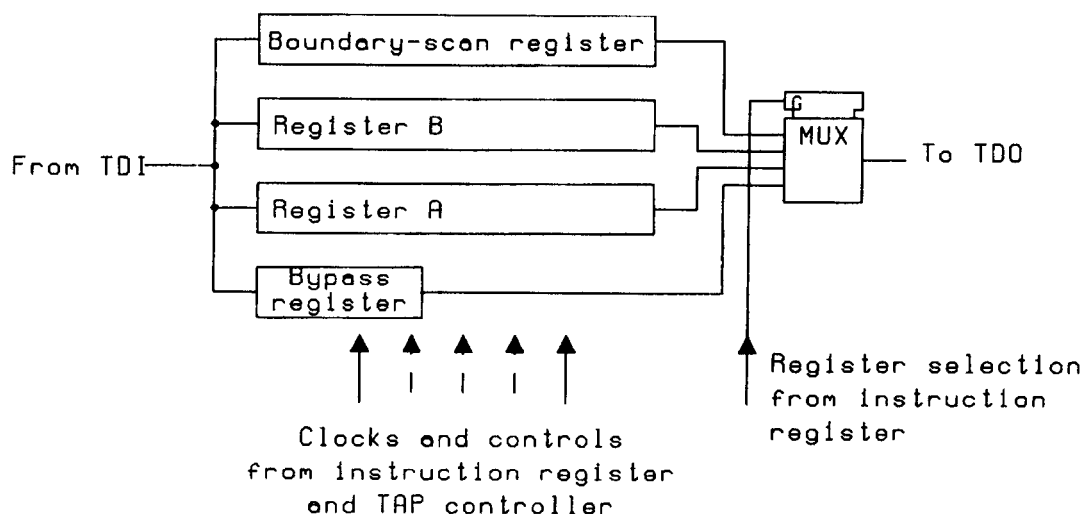 Boundary-scan register
G
Register B
MUX
From TDI
To TDO
Register A
Bypass
register
Register selection
from instruction
register
Clocks and controls
from instruction register
and TAP controller